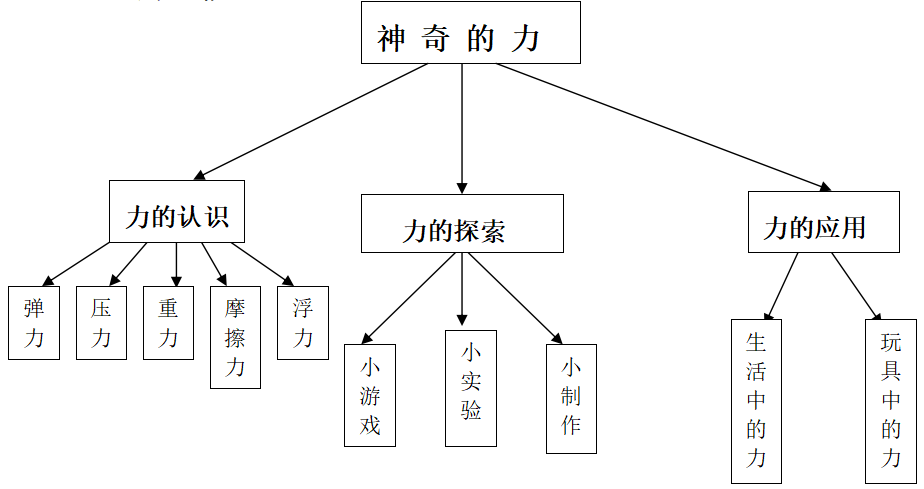 神奇的力
力的认识
力的探索
力的应用
弹力
压力
重力
摩擦力
浮力
小游戏
小实验
小制作
生活中的力
玩具中的力